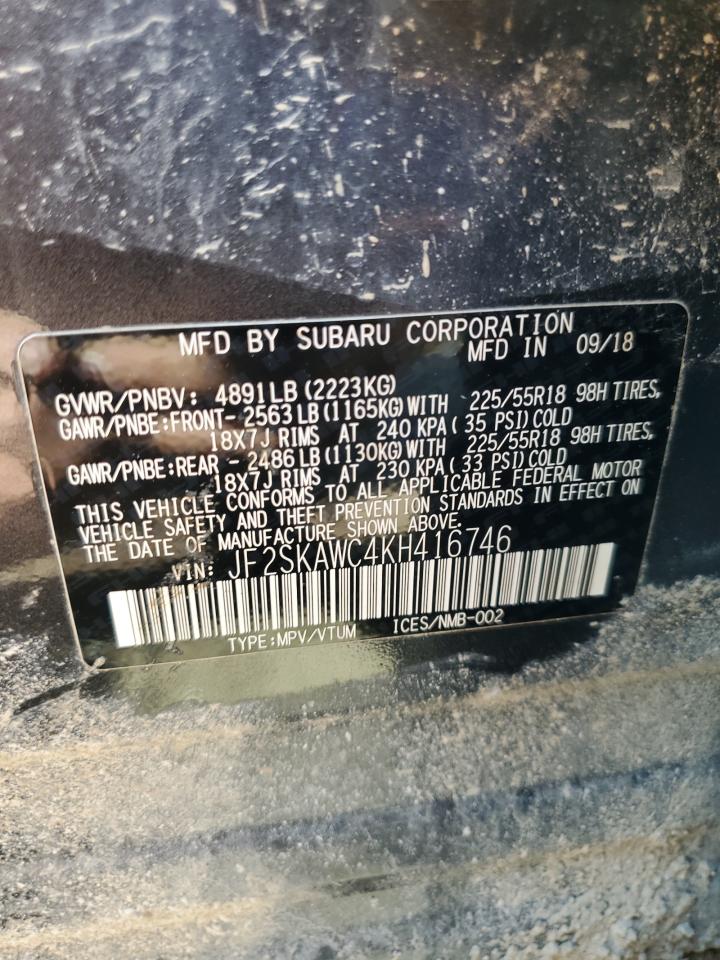 MFD BY SUBARU CORPORATION
MFD IN 09/18
GVWR/PNBV: 4891LB (2223KG)
GAWR/PNBE:FRONT- 2563LB (1165KG) WITH 225/55R18 98H TIRES,
18X7J RIMS AT 240 KPA (35 PSI) COLD
GAWR/PNBE:REAR - 2486LB (1130KG) WITH 225/55R18 98H TIRES,
18X7J RIMS AT 230 KPA (33 PSI) COLD
THIS VEHICLE CONFORMS TO ALL APPLICABLE FEDERAL MOTOR
VEHICLE SAFETY AND THEFT PREVENTION STANDARDS IN EFFECT ON
THE DATE OF MANUFACTURE SHOWN ABOVE.
VIN: JF2SKAWC4KH416746
TYPE:MPV/VTUM ICES/NMB-002